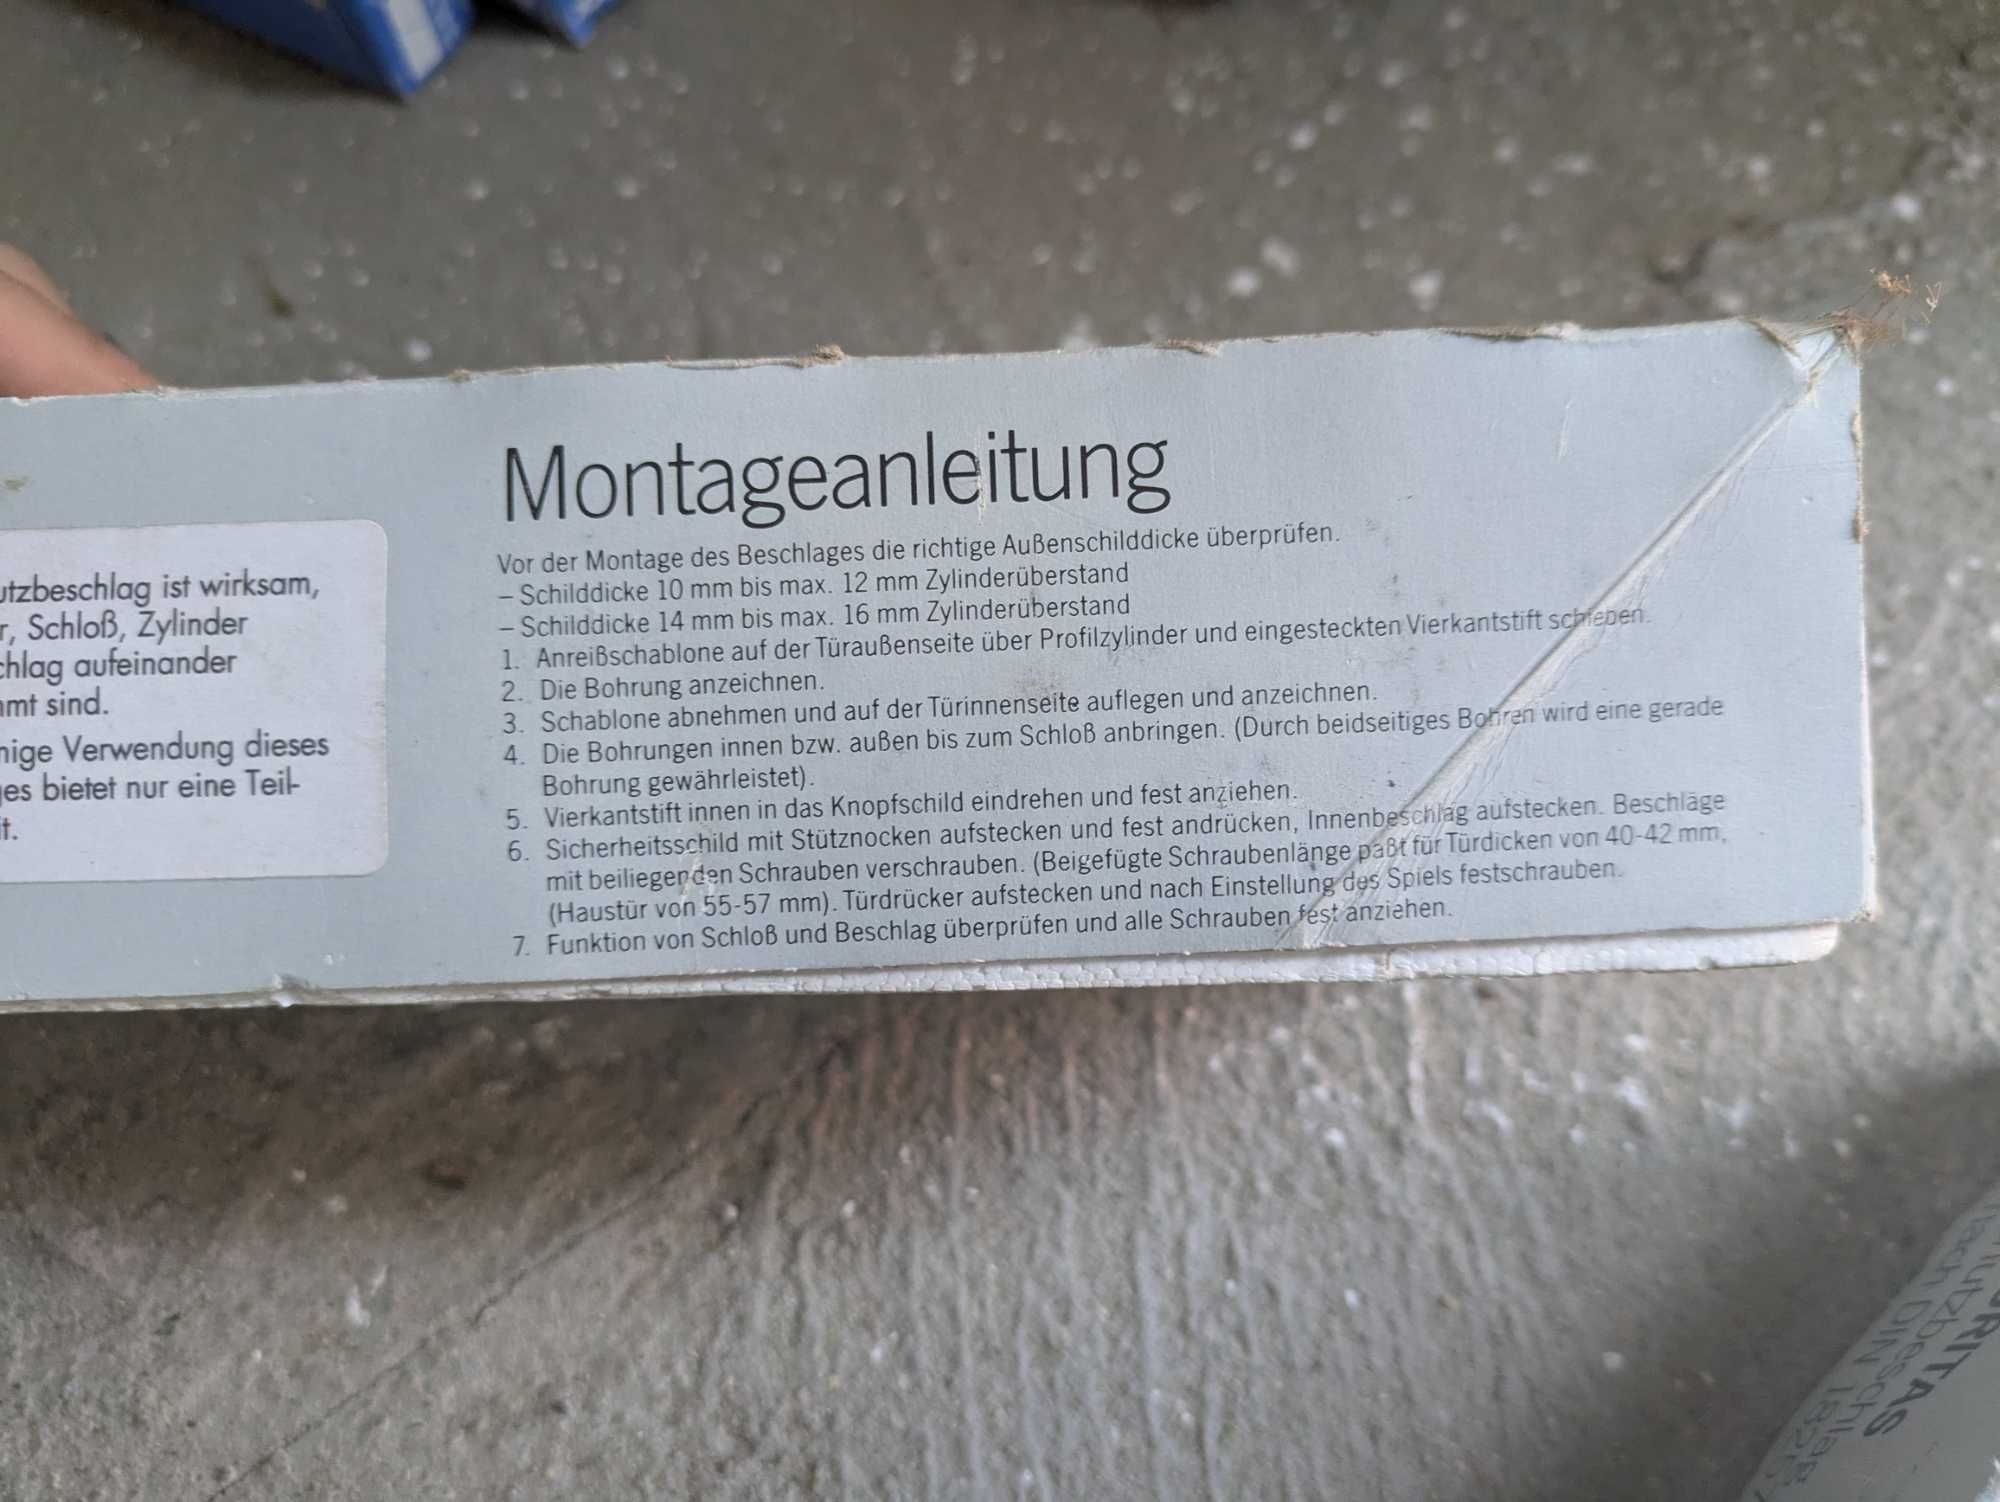 utzbeschlag ist wirksam,
r, Schloß, Zylinder
chlag aufeinander
mt sind.
nige Verwendung dieses
es bietet nur eine Teil-
it.
Montageanleitung
Vor der Montage des Beschlages die richtige Außenschilddicke überprüfen.
– Schilddicke 10 mm bis max. 12 mm Zylinderüberstand
– Schilddicke 14 mm bis max. 16 mm Zylinderüberstand
1. Anreißschablone auf der Türaußenseite über Profilzylinder und eingesteckten Vierkantstift schieben.
2. Die Bohrung anzeichnen.
3. Schablone abnehmen und auf der Türinnenseite auflegen und anzeichnen.
4. Die Bohrungen innen bzw. außen bis zum Schloß anbringen. (Durch beidseitiges Bohren wird eine gerade
Bohrung gewährleistet).
5. Vierkantstift innen in das Knopfschild eindrehen und fest anziehen.
6. Sicherheitsschild mit Stütznocken aufstecken und fest andrücken, Innenbeschlag aufstecken. Beschläge
mit beiliegenden Schrauben verschrauben. (Beigefügte Schraubenlänge paßt für Türdicken von 40-42 mm,
(Haustür von 55-57 mm). Türdrücker aufstecken und nach Einstellung des Spiels festschrauben.
7. Funktion von Schloß und Beschlag überprüfen und alle Schrauben fest anziehen.
RITAS
hutzbeschlag
nach DIN 1825